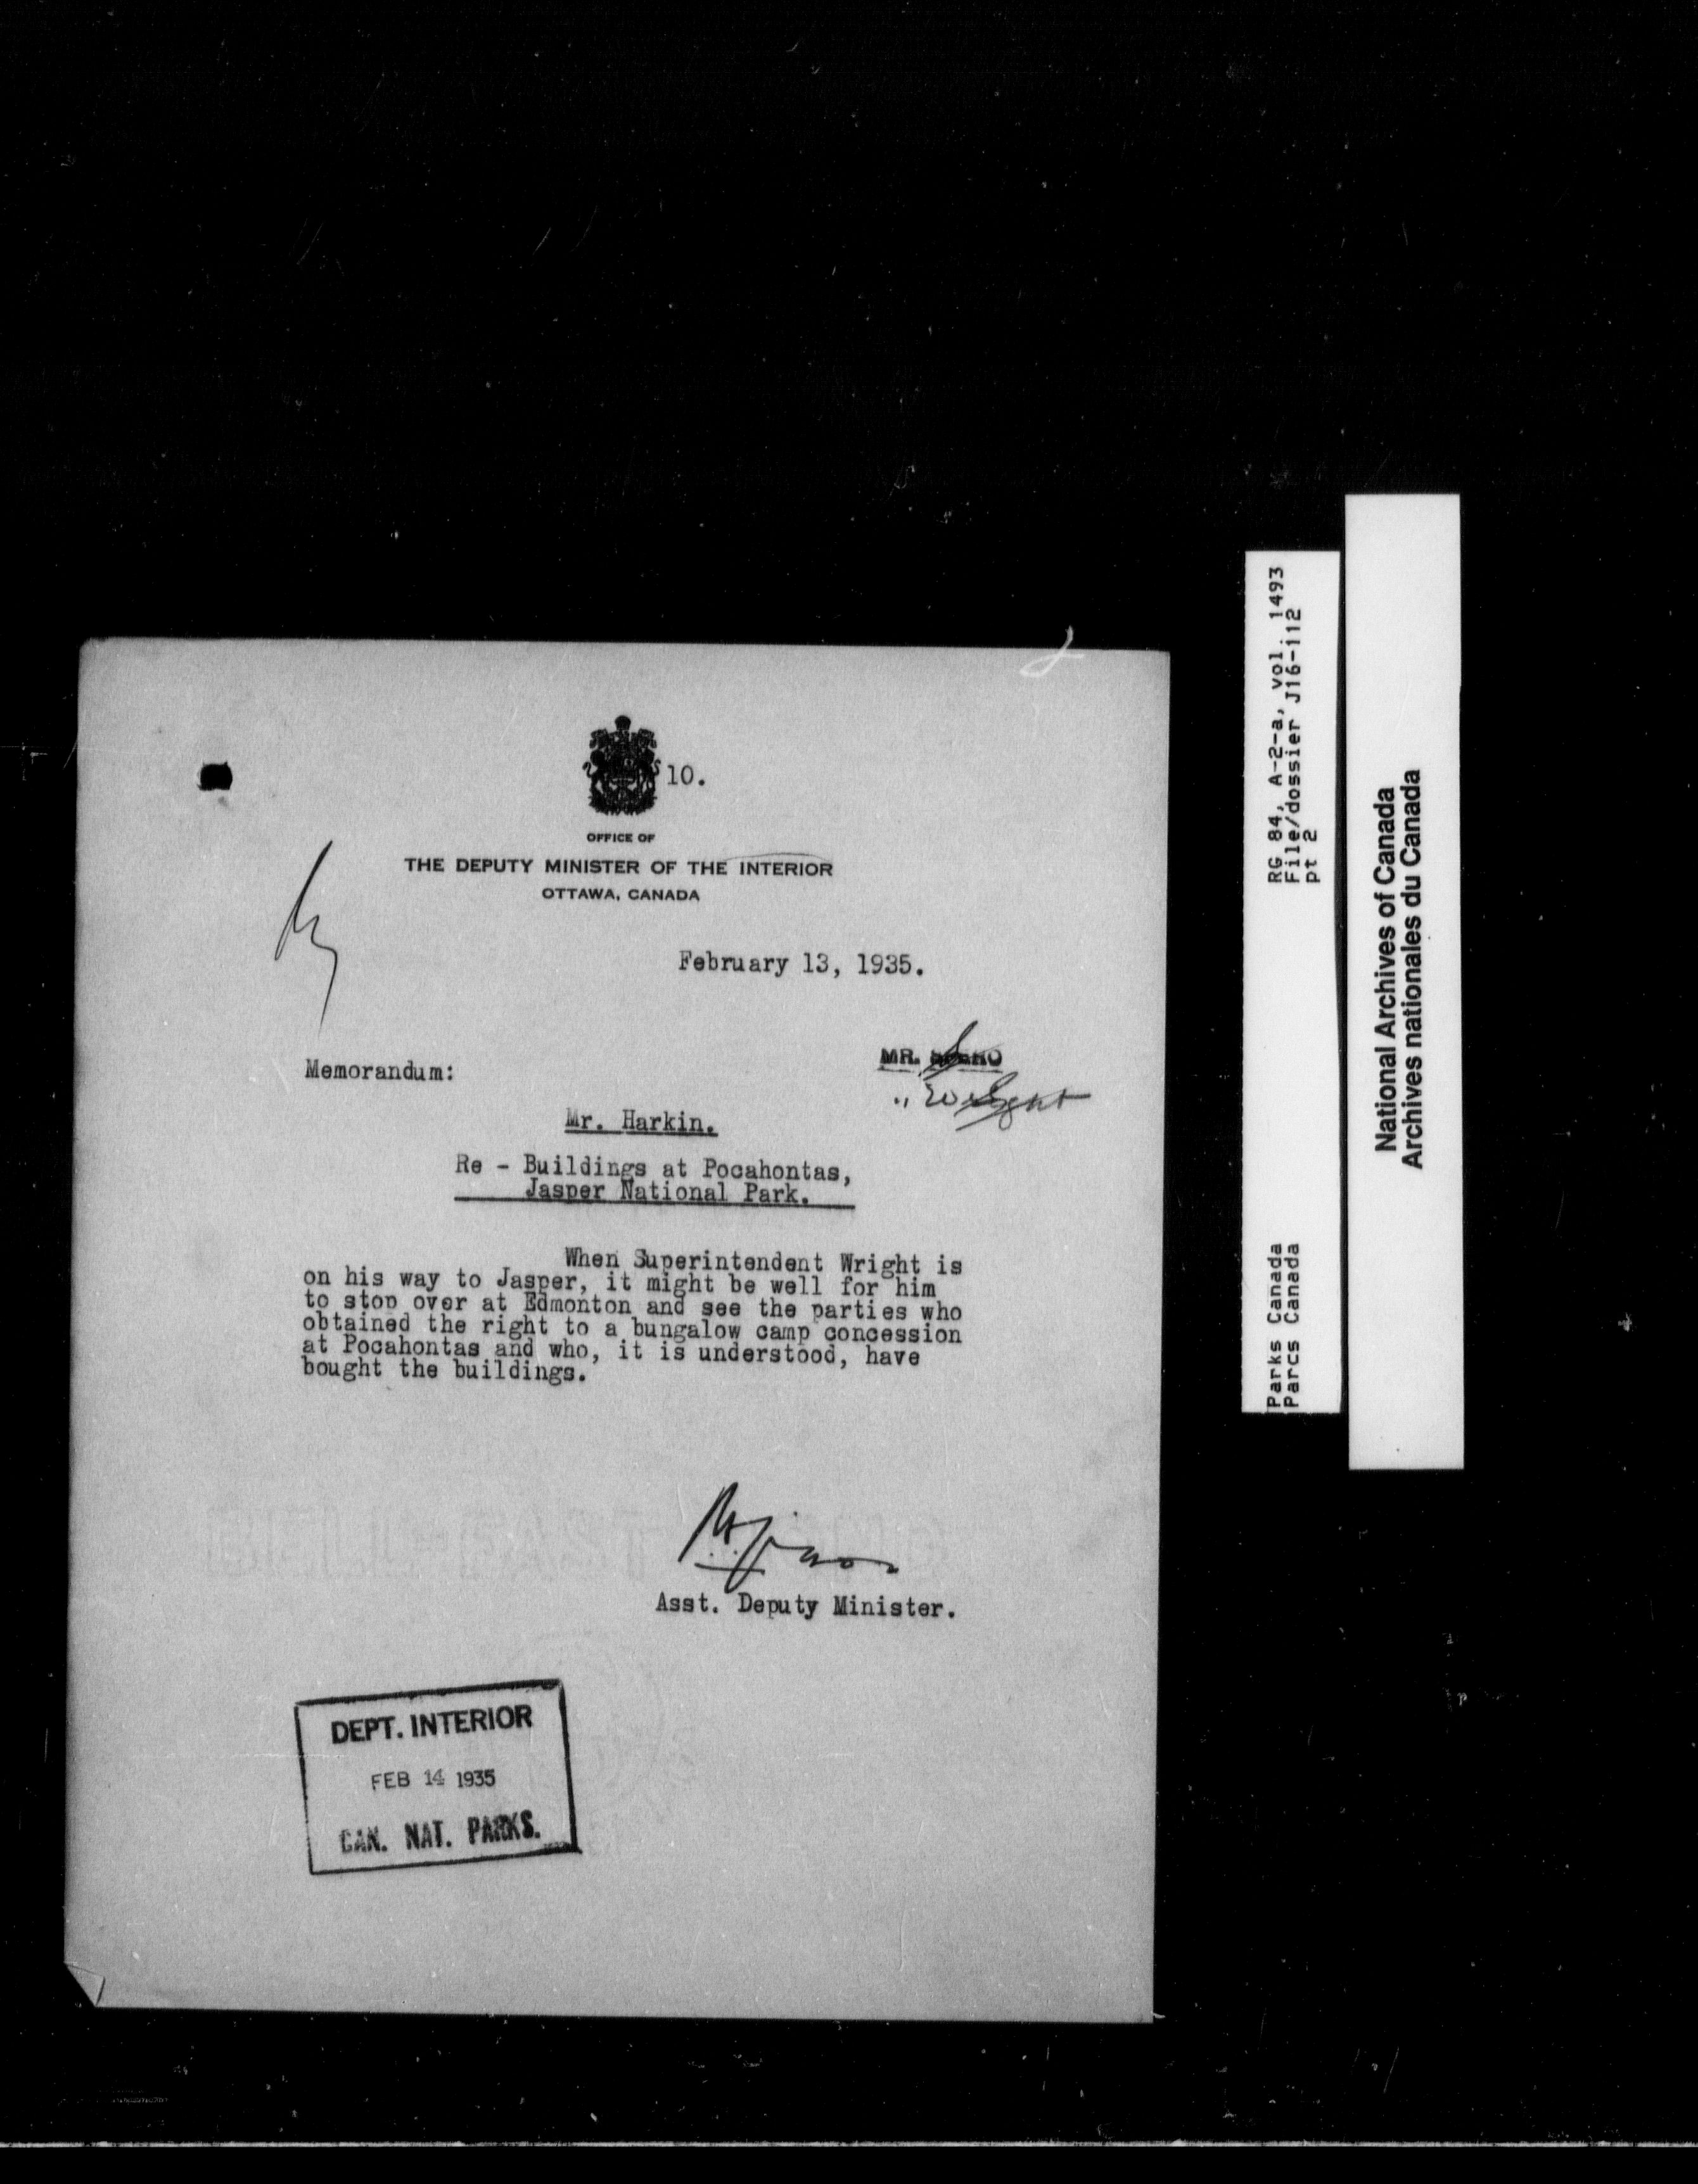 10.
OFFICE OF
THE DEPUTY MINISTER OF THE INTERIOR
OTTAWA, CANADA
February 13, 1935.
MR.
" Wright
Memorandum:
Mr. Harkin.
Re - Buildings at Pocahontas,
Jasper National Park.
When Superintendent Wright is
on his way to Jasper, it might be well for him
to stop over at Edmonton and see the parties who
obtained the right to a bungalow camp concession
at Pocahontas and who, it is understood, have
bought the buildings.
Asst. Deputy Minister.
DEPT. INTERIOR
FEB 14 1935
CAN. NAT. PARKS.
RG 84, A-2-a, vol. 1493
File/dossier J16-112
pt 2
Parks Canada
Parcs Canada
National Archives of Canada
Archives nationales du Canada